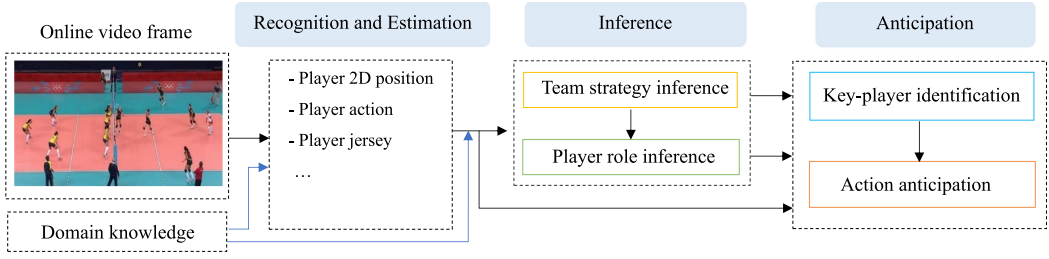 Online video frame
Recognition and Estimation
Inference
Anticipation
- Player 2D position
- Player action
- Player jersey
…
Team strategy inference
Player role inference
Key-player identification
Action anticipation
Domain knowledge